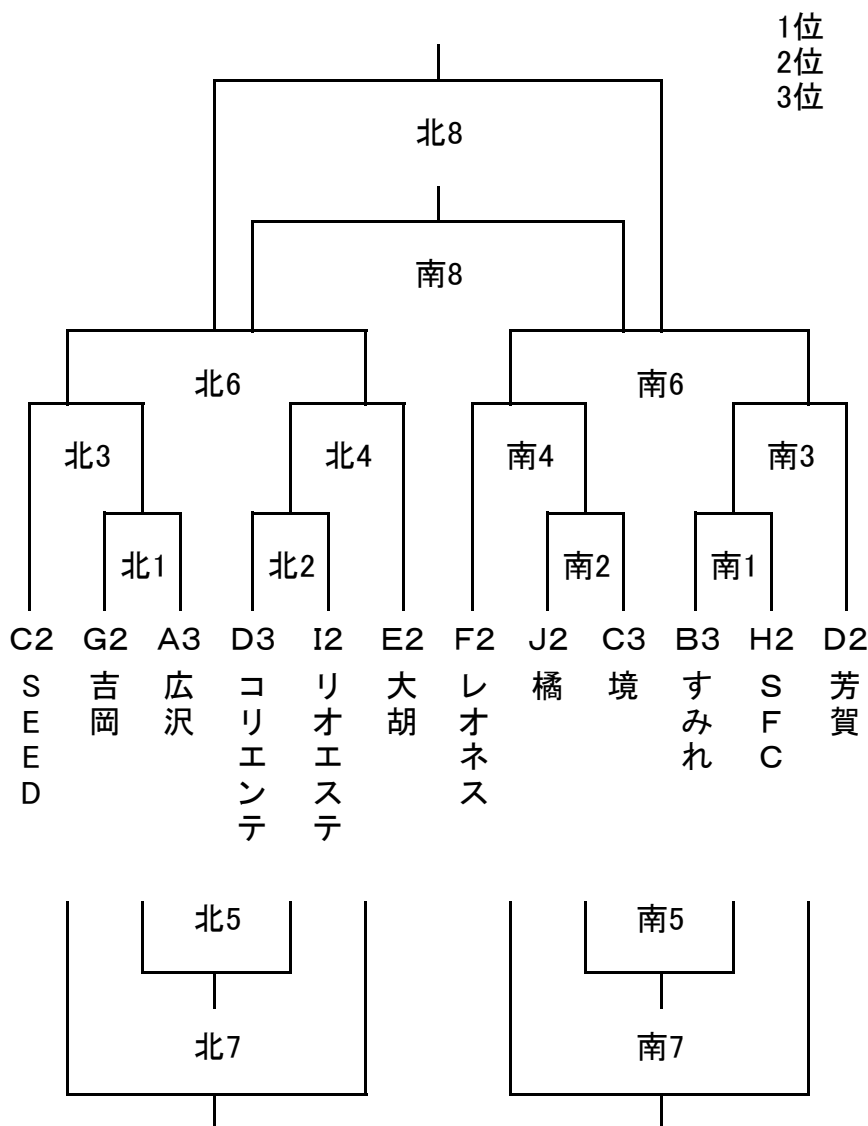 1位
2位
3位
北8
南8
北6 南6
北3 北4 南4 南3
北1 北2 南2 南1
C2 G2 A3 D3 I2 E2 F2 J2 C3 B3 H2 D2
SEED
吉岡
広沢
コリエンテ
リオエステ
大胡
レオネス
橘
境
すみれ
SFC
芳賀
北5 南5
北7 南7